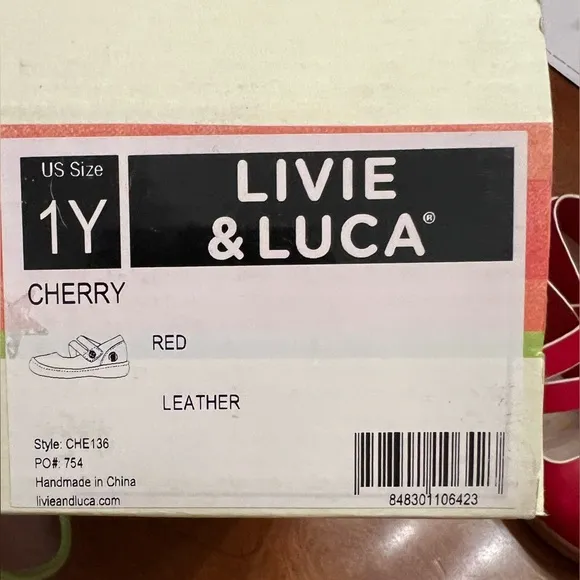 US Size
1Y
LIVIE
& LUCA®
CHERRY
RED
LEATHER
Style: CHE136
PO#: 754
Handmade in China
livieandluca.com
848301106423